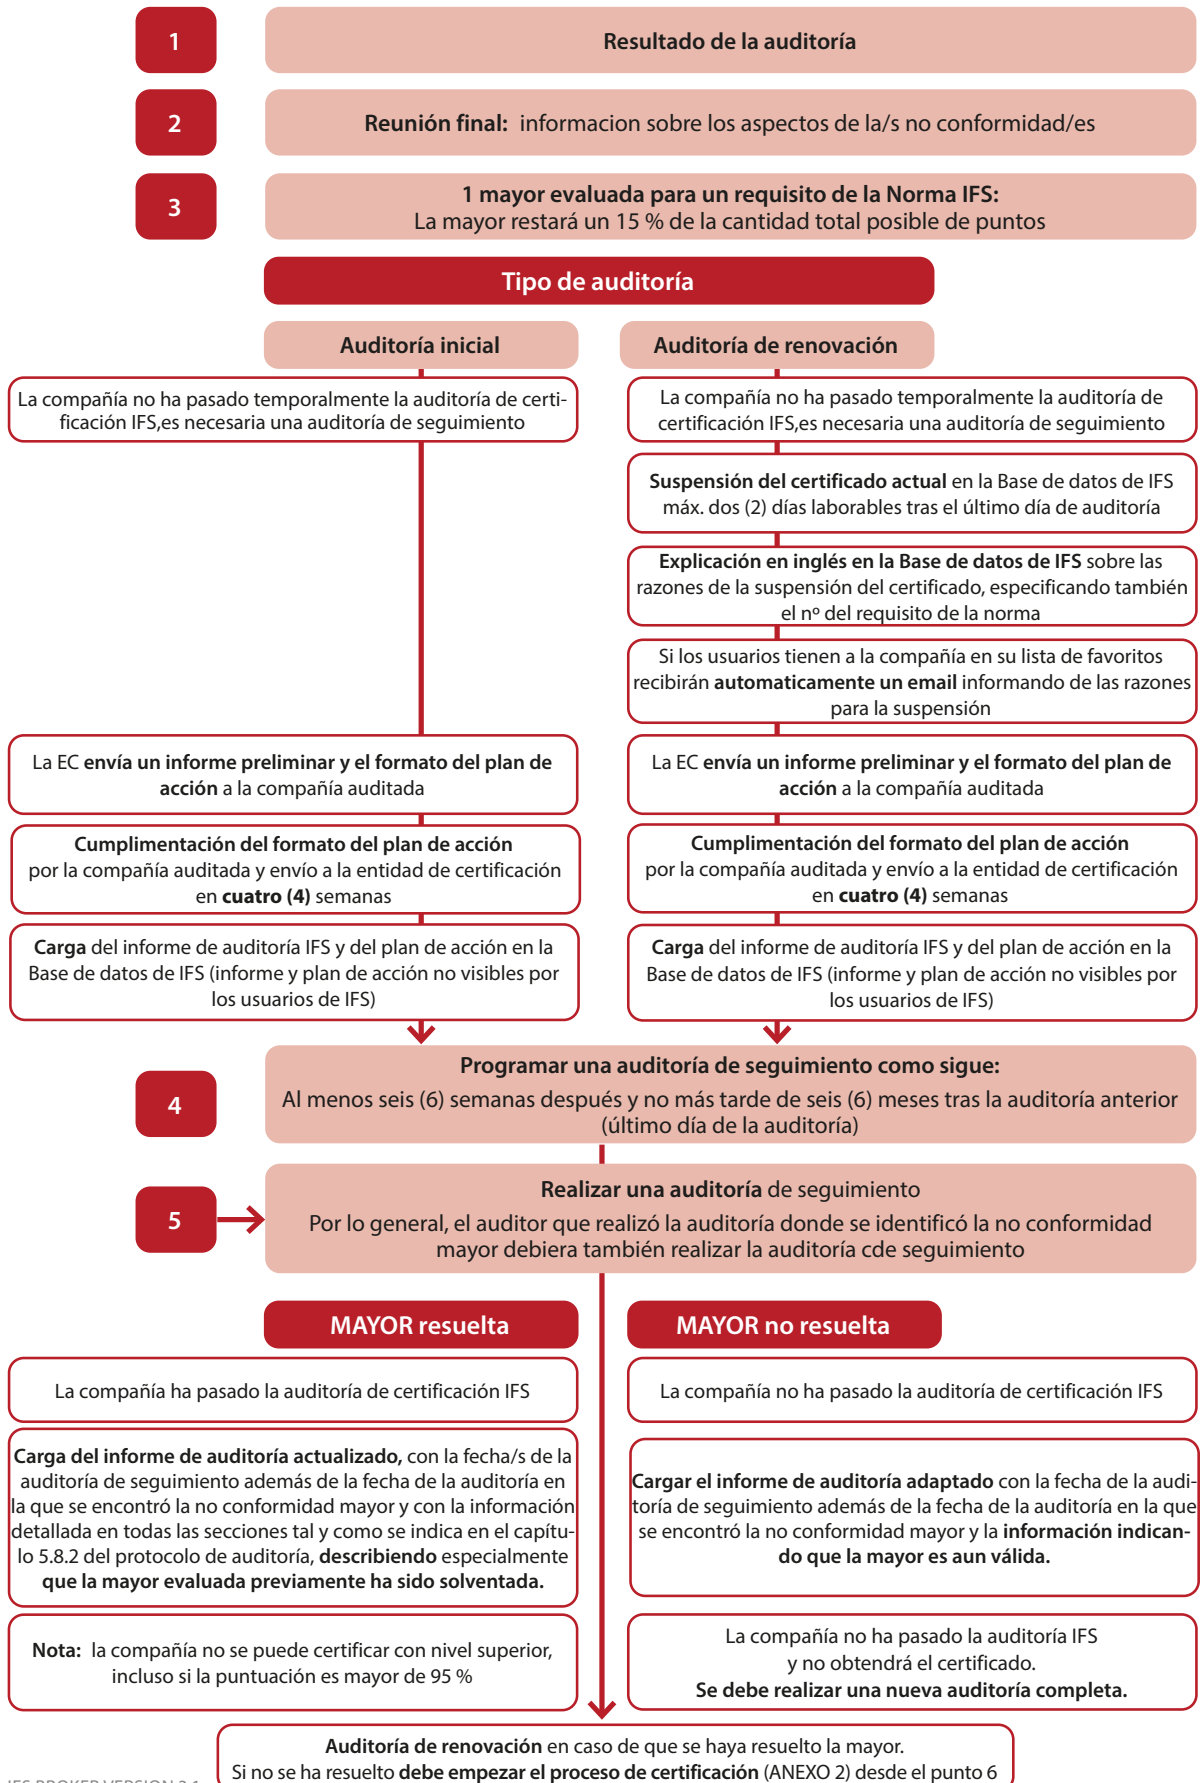 1
Resultado de la auditoría
2
Reunión final: informacion sobre los aspectos de la/s no conformidad/es
3
1 mayor evaluada para un requisito de la Norma IFS:
La mayor restará un 15 % de la cantidad total posible de puntos
Tipo de auditoría
Auditoría inicial
La compañía no ha pasado temporalmente la auditoría de certi-
ficación IFS,es necesaria una auditoría de seguimiento
La EC envía un informe preliminar y el formato del plan de
acción a la compañía auditada
Cumplimentación del formato del plan de acción
por la compañía auditada y envío a la entidad de certificación
en cuatro (4) semanas
Carga del informe de auditoría IFS y del plan de acción en la
Base de datos de IFS (informe y plan de acción no visibles por
los usuarios de IFS)
Auditoría de renovación
La compañía no ha pasado temporalmente la auditoría de
certificación IFS,es necesaria una auditoría de seguimiento
Suspensión del certificado actual en la Base de datos de IFS
máx. dos (2) días laborables tras el último día de auditoría
Explicación en inglés en la Base de datos de IFS sobre las
razones de la suspensión del certificado, especificando también
el nº del requisito de la norma
Si los usuarios tienen a la compañía en su lista de favoritos
recibirán automaticamente un email informando de las razones
para la suspensión
La EC envía un informe preliminar y el formato del plan de
acción a la compañía auditada
Cumplimentación del formato del plan de acción
por la compañía auditada y envío a la entidad de certificación
en cuatro (4) semanas
Carga del informe de auditoría IFS y del plan de acción en la
Base de datos de IFS (informe y plan de acción no visibles por
los usuarios de IFS)
4
Programar una auditoría de seguimiento como sigue:
Al menos seis (6) semanas después y no más tarde de seis (6) meses tras la auditoría anterior
(último día de la auditoría)
5
Realizar una auditoría de seguimiento
Por lo general, el auditor que realizó la auditoría donde se identificó la no conformidad
mayor debiera también realizar la auditoría cde seguimiento
MAYOR resuelta
La compañía ha pasado la auditoría de certificación IFS
Carga del informe de auditoría actualizado, con la fecha/s de la
auditoría de seguimiento además de la fecha de la auditoría en
la que se encontró la no conformidad mayor y con la información
detallada en todas las secciones tal y como se indica en el capítu-
lo 5.8.2 del protocolo de auditoría, describiendo especialmente
que la mayor evaluada previamente ha sido solventada.
Nota: la compañía no se puede certificar con nivel superior,
incluso si la puntuación es mayor de 95 %
MAYOR no resuelta
La compañía no ha pasado la auditoría de certificación IFS
Cargar el informe de auditoría adaptado con la fecha de la audi-
toría de seguimiento además de la fecha de la auditoría en la que
se encontró la no conformidad mayor y la información indican-
do que la mayor es aun válida.
La compañía no ha pasado la auditoría IFS
y no obtendrá el certificado.
Se debe realizar una nueva auditoría completa.
Auditoría de renovación en caso de que se haya resuelto la mayor.
Si no se ha resuelto debe empezar el proceso de certificación (ANEXO 2) desde el punto 6